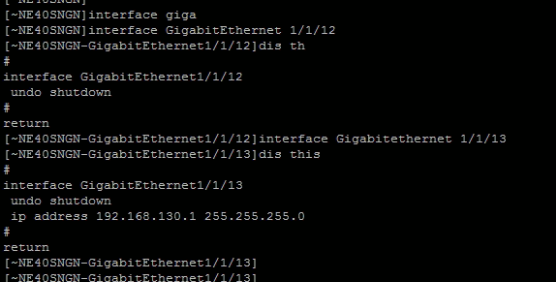 [~NE40SNGN]
[~NE40SNGN]interface giga
[~NE40SNGN]interface GigabitEthernet 1/1/12
[~NE40SNGN-GigabitEthernet1/1/12]dis th
#
interface GigabitEthernet1/1/12
 undo shutdown
#
return
[~NE40SNGN-GigabitEthernet1/1/12]interface Gigabitethernet 1/1/13
[~NE40SNGN-GigabitEthernet1/1/13]dis this
#
interface GigabitEthernet1/1/13
 undo shutdown
 ip address 192.168.130.1 255.255.255.0
#
return
[~NE40SNGN-GigabitEthernet1/1/13]
[~NE40SNGN-GigabitEthernet1/1/13]